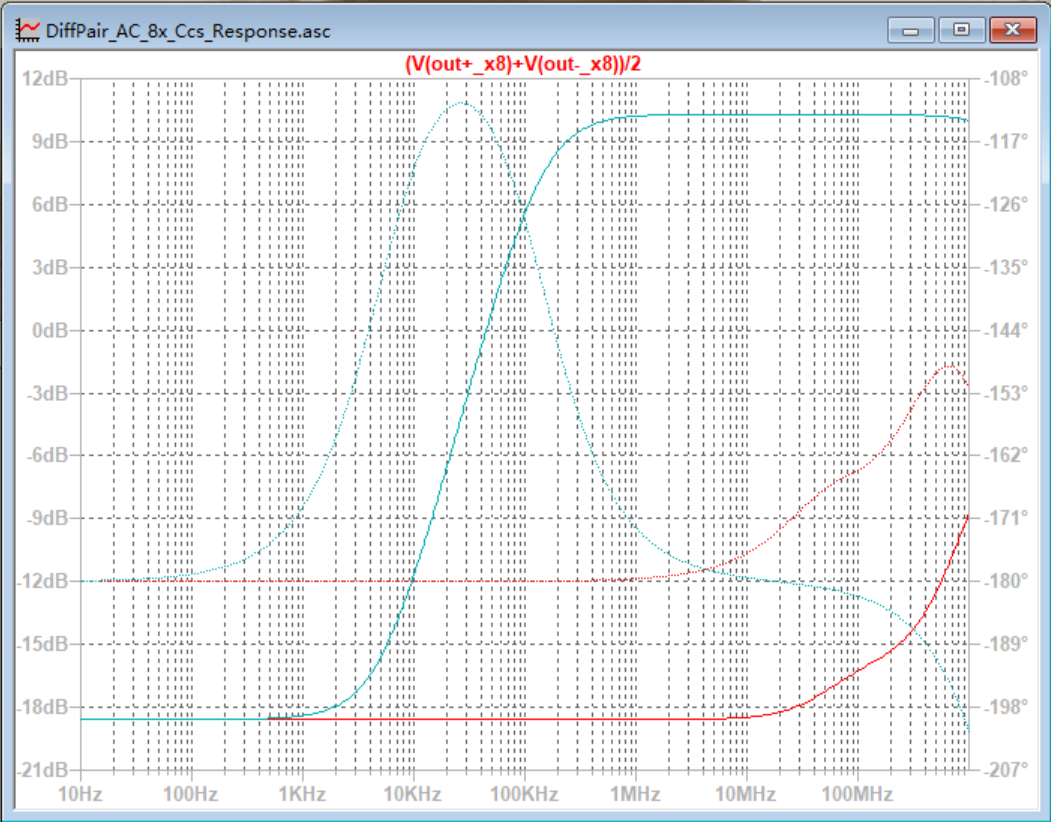 DiffPair_AC_8x_Ccs_Response.asc
(V(out+_x8)+V(out-_x8))/2
12dB
9dB
6dB
3dB
0dB
-3dB
-6dB
-9dB
-12dB
-15dB
-18dB
-21dB
-108°
-117°
-126°
-135°
-144°
-153°
-162°
-171°
-180°
-189°
-198°
-207°
10Hz 100Hz 1KHz 10KHz 100KHz 1MHz 10MHz 100MHz